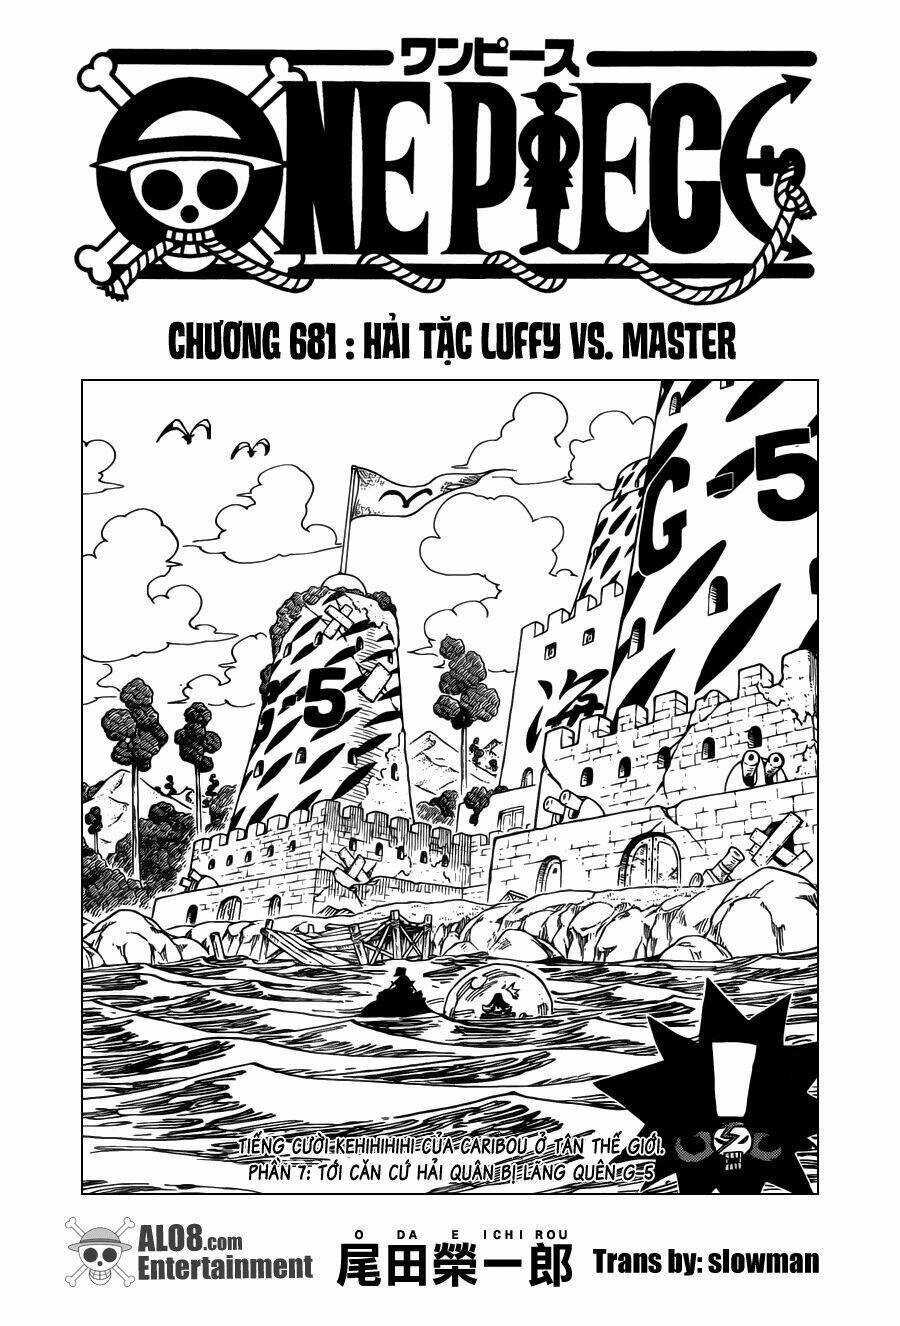 ワンピース
ONE PIECE
CHƯƠNG 681 : HẢI TẶC LUFFY VS. MASTER
G-5
G-5
海
TIẾNG CƯỜI KEHIHIHIHI CỦA CARIBOU Ở TÂN THẾ GIỚI.
PHẦN 7: TỚI CĂN CỨ HẢI QUÂN BỊ LÃNG QUÊN G-5
!
ALO8.com
Entertainment
O DA E ICHI ROU
尾田榮一郎
Trans by: slowman